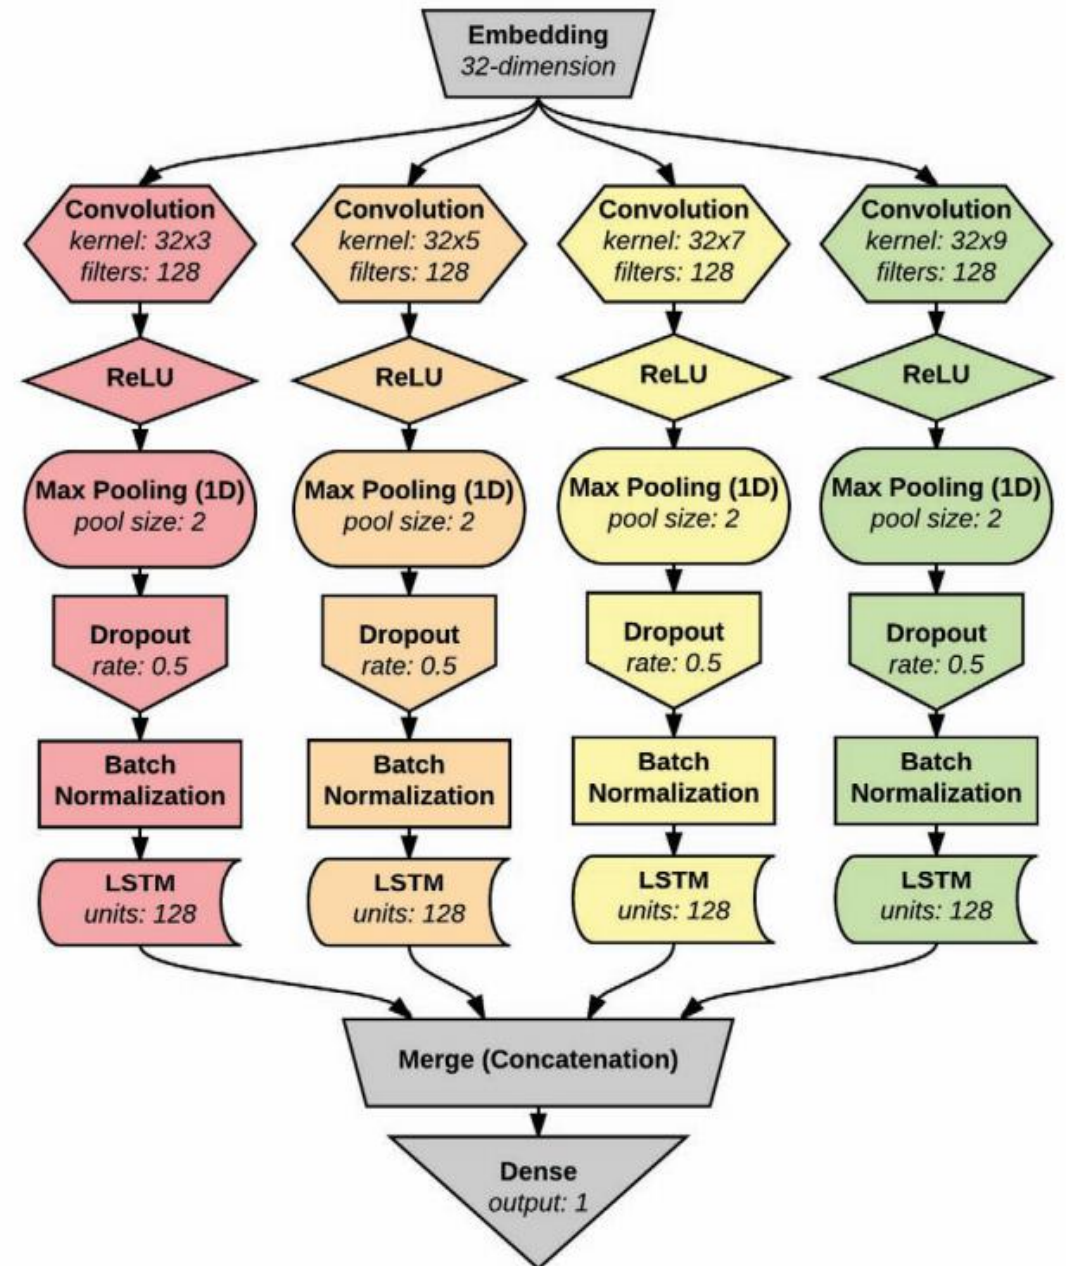 Embedding
32-dimension
Convolution
kernel: 32x3
filters: 128
Convolution
kernel: 32x5
filters: 128
Convolution
kernel: 32x7
filters: 128
Convolution
kernel: 32x9
filters: 128
ReLU
ReLU
ReLU
ReLU
Max Pooling (1D)
pool size: 2
Max Pooling (1D)
pool size: 2
Max Pooling (1D)
pool size: 2
Max Pooling (1D)
pool size: 2
Dropout
rate: 0.5
Dropout
rate: 0.5
Dropout
rate: 0.5
Dropout
rate: 0.5
Batch
Normalization
Batch
Normalization
Batch
Normalization
Batch
Normalization
LSTM
units: 128
LSTM
units: 128
LSTM
units: 128
LSTM
units: 128
Merge (Concatenation)
Dense
output: 1